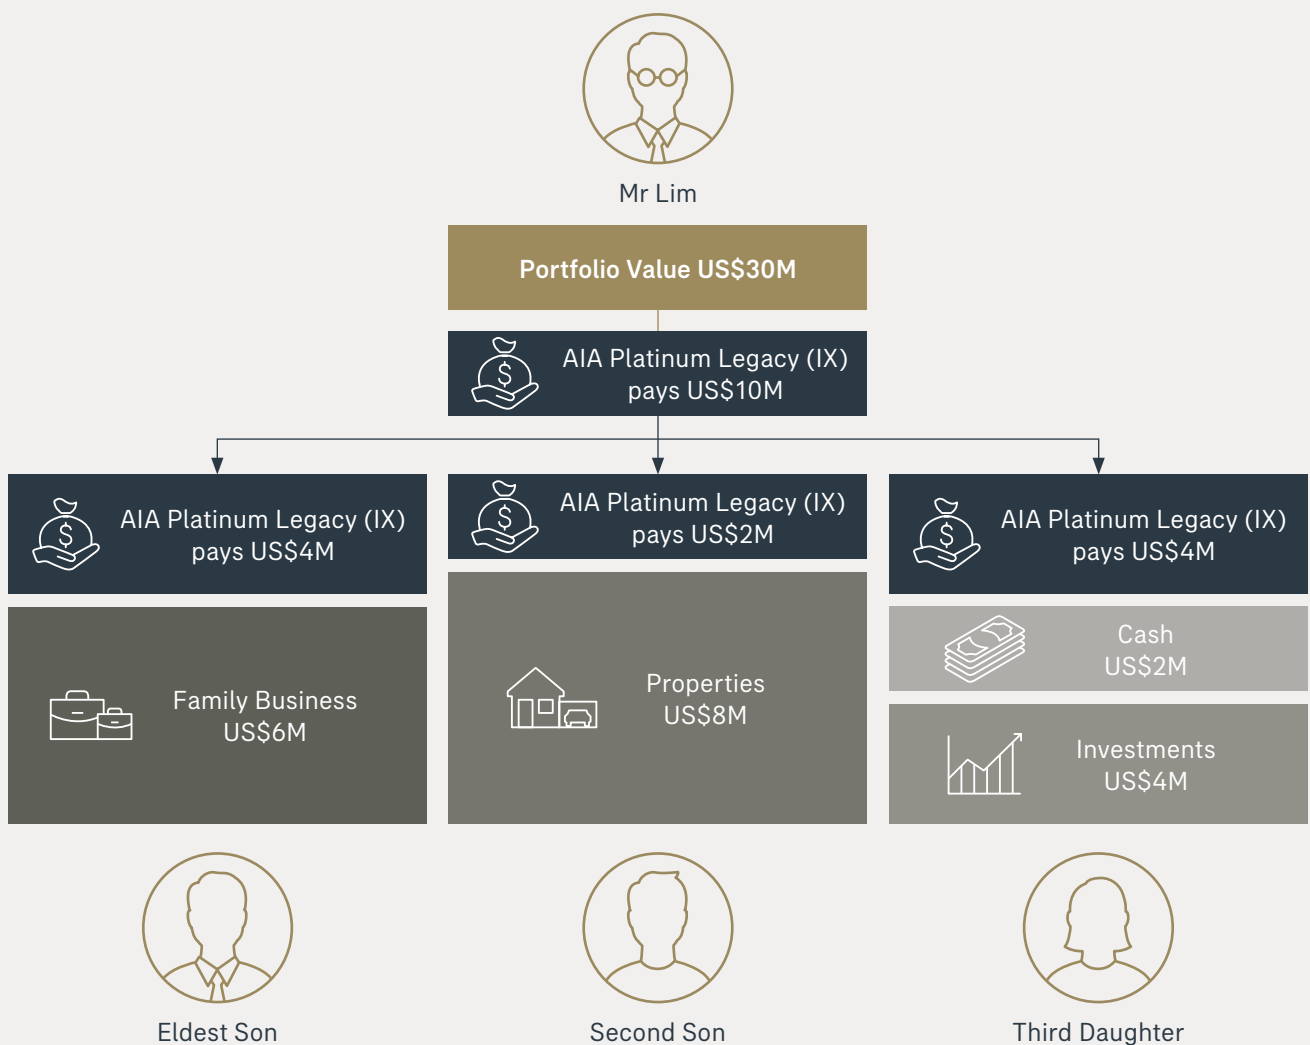 Mr Lim
Portfolio Value US$30M
AIA Platinum Legacy (IX)
pays US$10M
AIA Platinum Legacy (IX)
pays US$4M
Family Business
US$6M
Eldest Son
AIA Platinum Legacy (IX)
pays US$2M
Properties
US$8M
Second Son
AIA Platinum Legacy (IX)
pays US$4M
Cash
US$2M
Investments
US$4M
Third Daughter